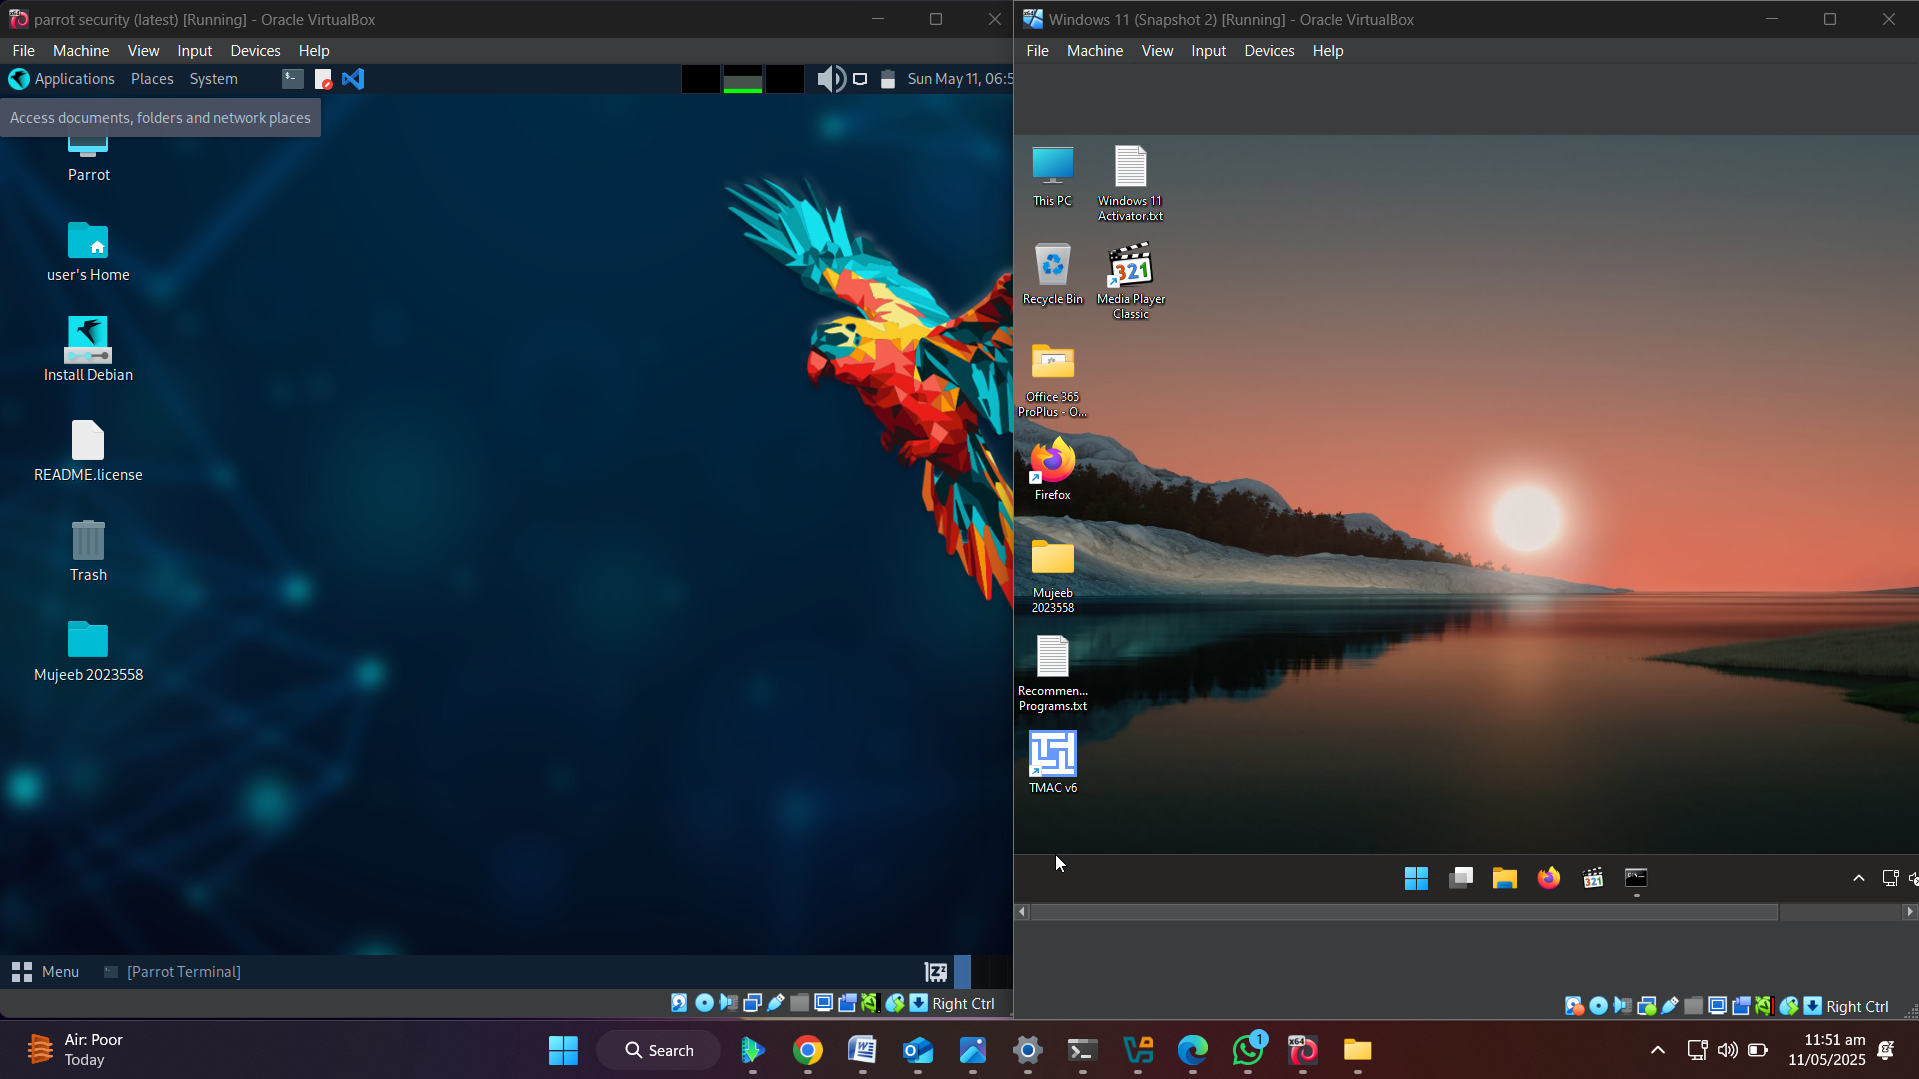 parrot security (latest) [Running] - Oracle VirtualBox
File Machine View Input Devices Help
Applications Places System
Sun May 11, 06:5
Access documents, folders and network places
Parrot
user's Home
Install Debian
README.license
Trash
Mujeeb 2023558
Menu
[Parrot Terminal]
Right Ctrl
Windows 11 (Snapshot 2) [Running] - Oracle VirtualBox
File Machine View Input Devices Help
This PC
Windows 11
Activator.txt
Recycle Bin
321
Media Player
Classic
Office 365
ProPlus - O...
Firefox
Mujeeb
2023558
Recommen...
Programs.txt
TMAC v6
321
Right Ctrl
Air: Poor
Today
Search
1
x64
11:51 am
11/05/2025